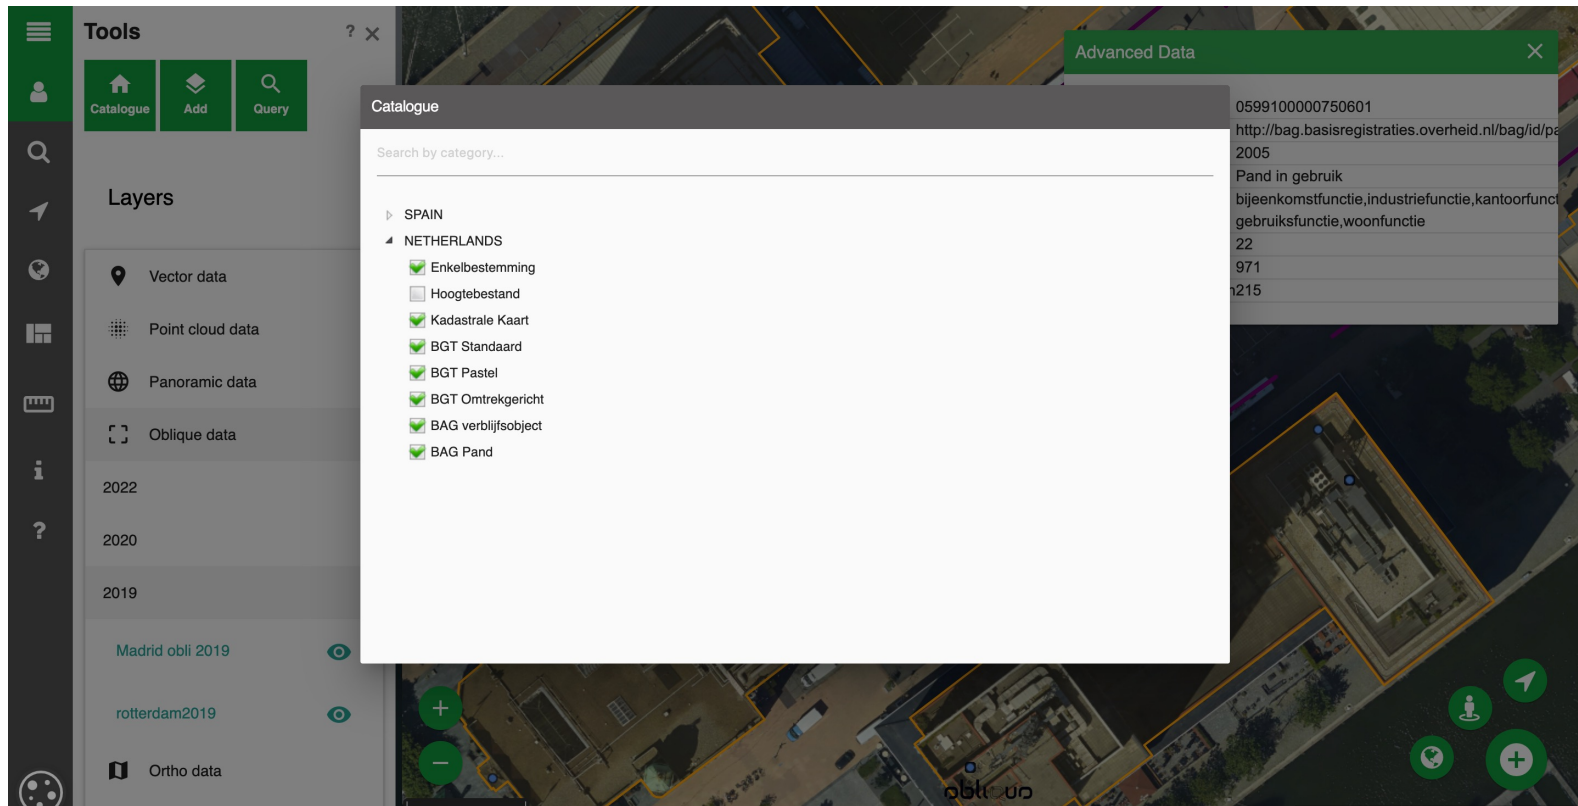 Tools
?
Catalogue
Add
Query
Layers
Vector data
Point cloud data
Panoramic data
Oblique data
2022
2020
2019
Madrid obli 2019
rotterdam2019
Ortho data
Catalogue
Search by category...
SPAIN
NETHERLANDS
Enkelbestemming
Hoogtebestand
Kadastrale Kaart
BGT Standaard
BGT Pastel
BGT Omtrekgericht
BAG verblijfsobject
BAG Pand
Advanced Data
0599100000750601
http://bag.basisregistraties.overheid.nl/bag/id/pa
2005
Pand in gebruik
bijeenkomstfunctie,industriefunctie,kantoorfunct
gebruiksfunctie,woonfunctie
22
971
n215